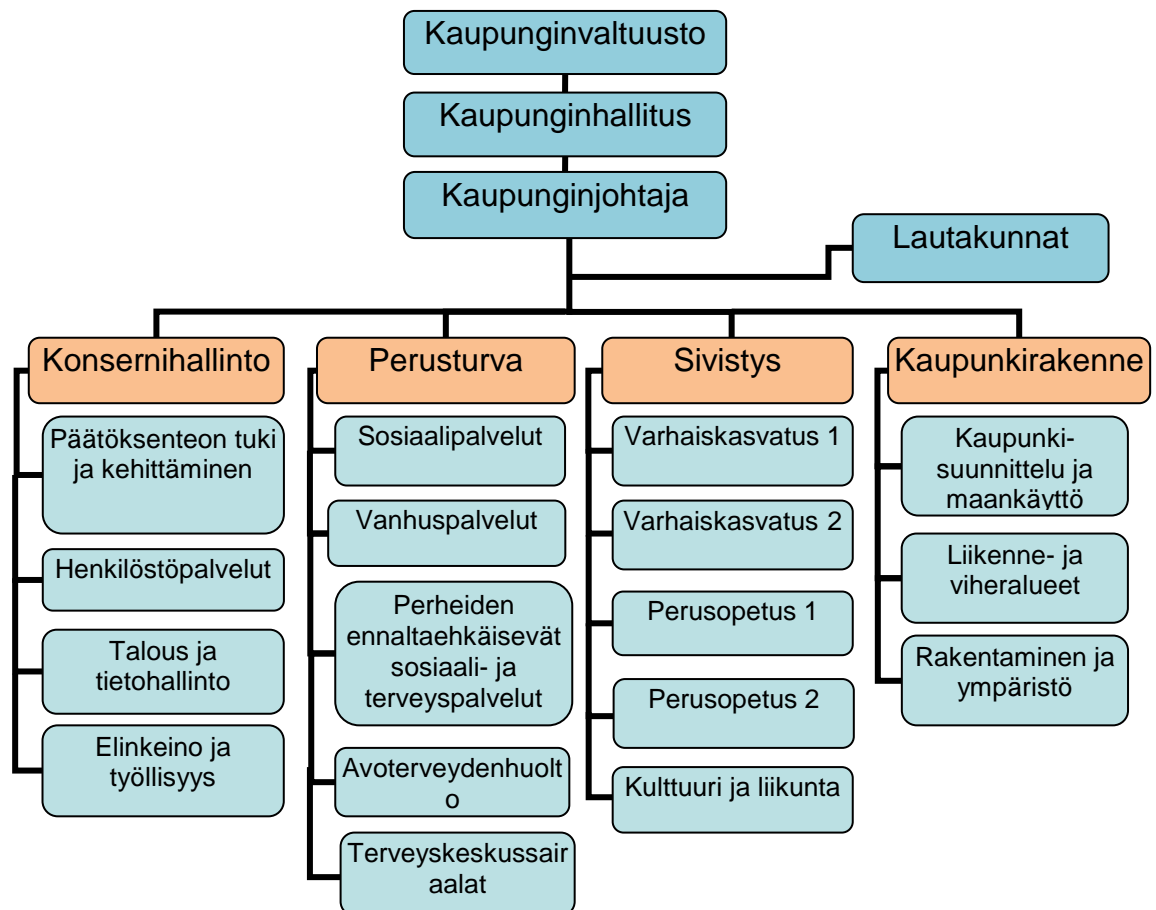 Kaupunginvaltuusto
Kaupunginhallitus
Kaupunginjohtaja
Lautakunnat
Konsernihallinto
Päätöksenteon tuki
ja kehittäminen
Henkilöstöpalvelut
Talous ja
tietohallinto
Elinkeino ja
työllisyys
Perusturva
Sosiaalipalvelut
Vanhuspalvelut
Perheiden
ennaltaehkäisevät
sosiaali- ja
terveyspalvelut
Avoterveydenhuolt
o
Terveyskeskussair
aalat
Sivistys
Varhaiskasvatus 1
Varhaiskasvatus 2
Perusopetus 1
Perusopetus 2
Kulttuuri ja liikunta
Kaupunkirakenne
Kaupunki-
suunnittelu ja
maankäyttö
Liikenne- ja
viheralueet
Rakentaminen ja
ympäristö